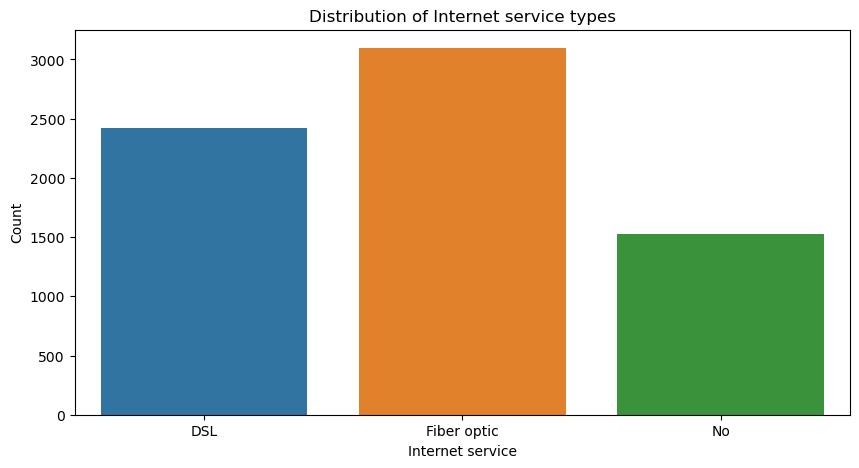 Distribution of Internet service types
3000
2500
2000
1500
1000
500
0
Count
DSL
Fiber optic
No
Internet service